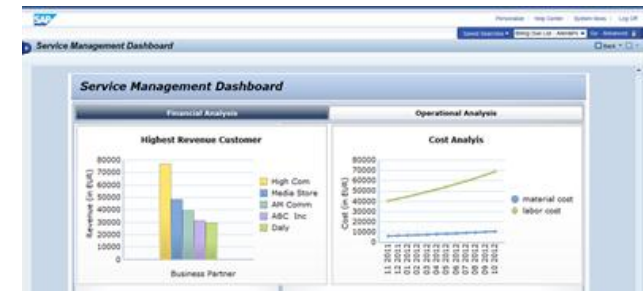 SAP
Personalize Help Center System News Log Off
Advanced
Service Management Dashboard
Back
Service Management Dashboard
Financial Analysis
Operational Analysis
Highest Revenue Customer
80000
70000
60000
50000
40000
30000
20000
10000
0
Revenue (in EUR)
Business Partner
High Com
Media Store
AM Comm
ABC Inc
Daly
Cost Analyis
80000
70000
60000
50000
40000
30000
20000
10000
0
Cost (in EUR)
11 2011
12 2011
01 2012
02 2012
03 2012
04 2012
05 2012
06 2012
07 2012
08 2012
09 2012
10 2012
material cost
labor cost